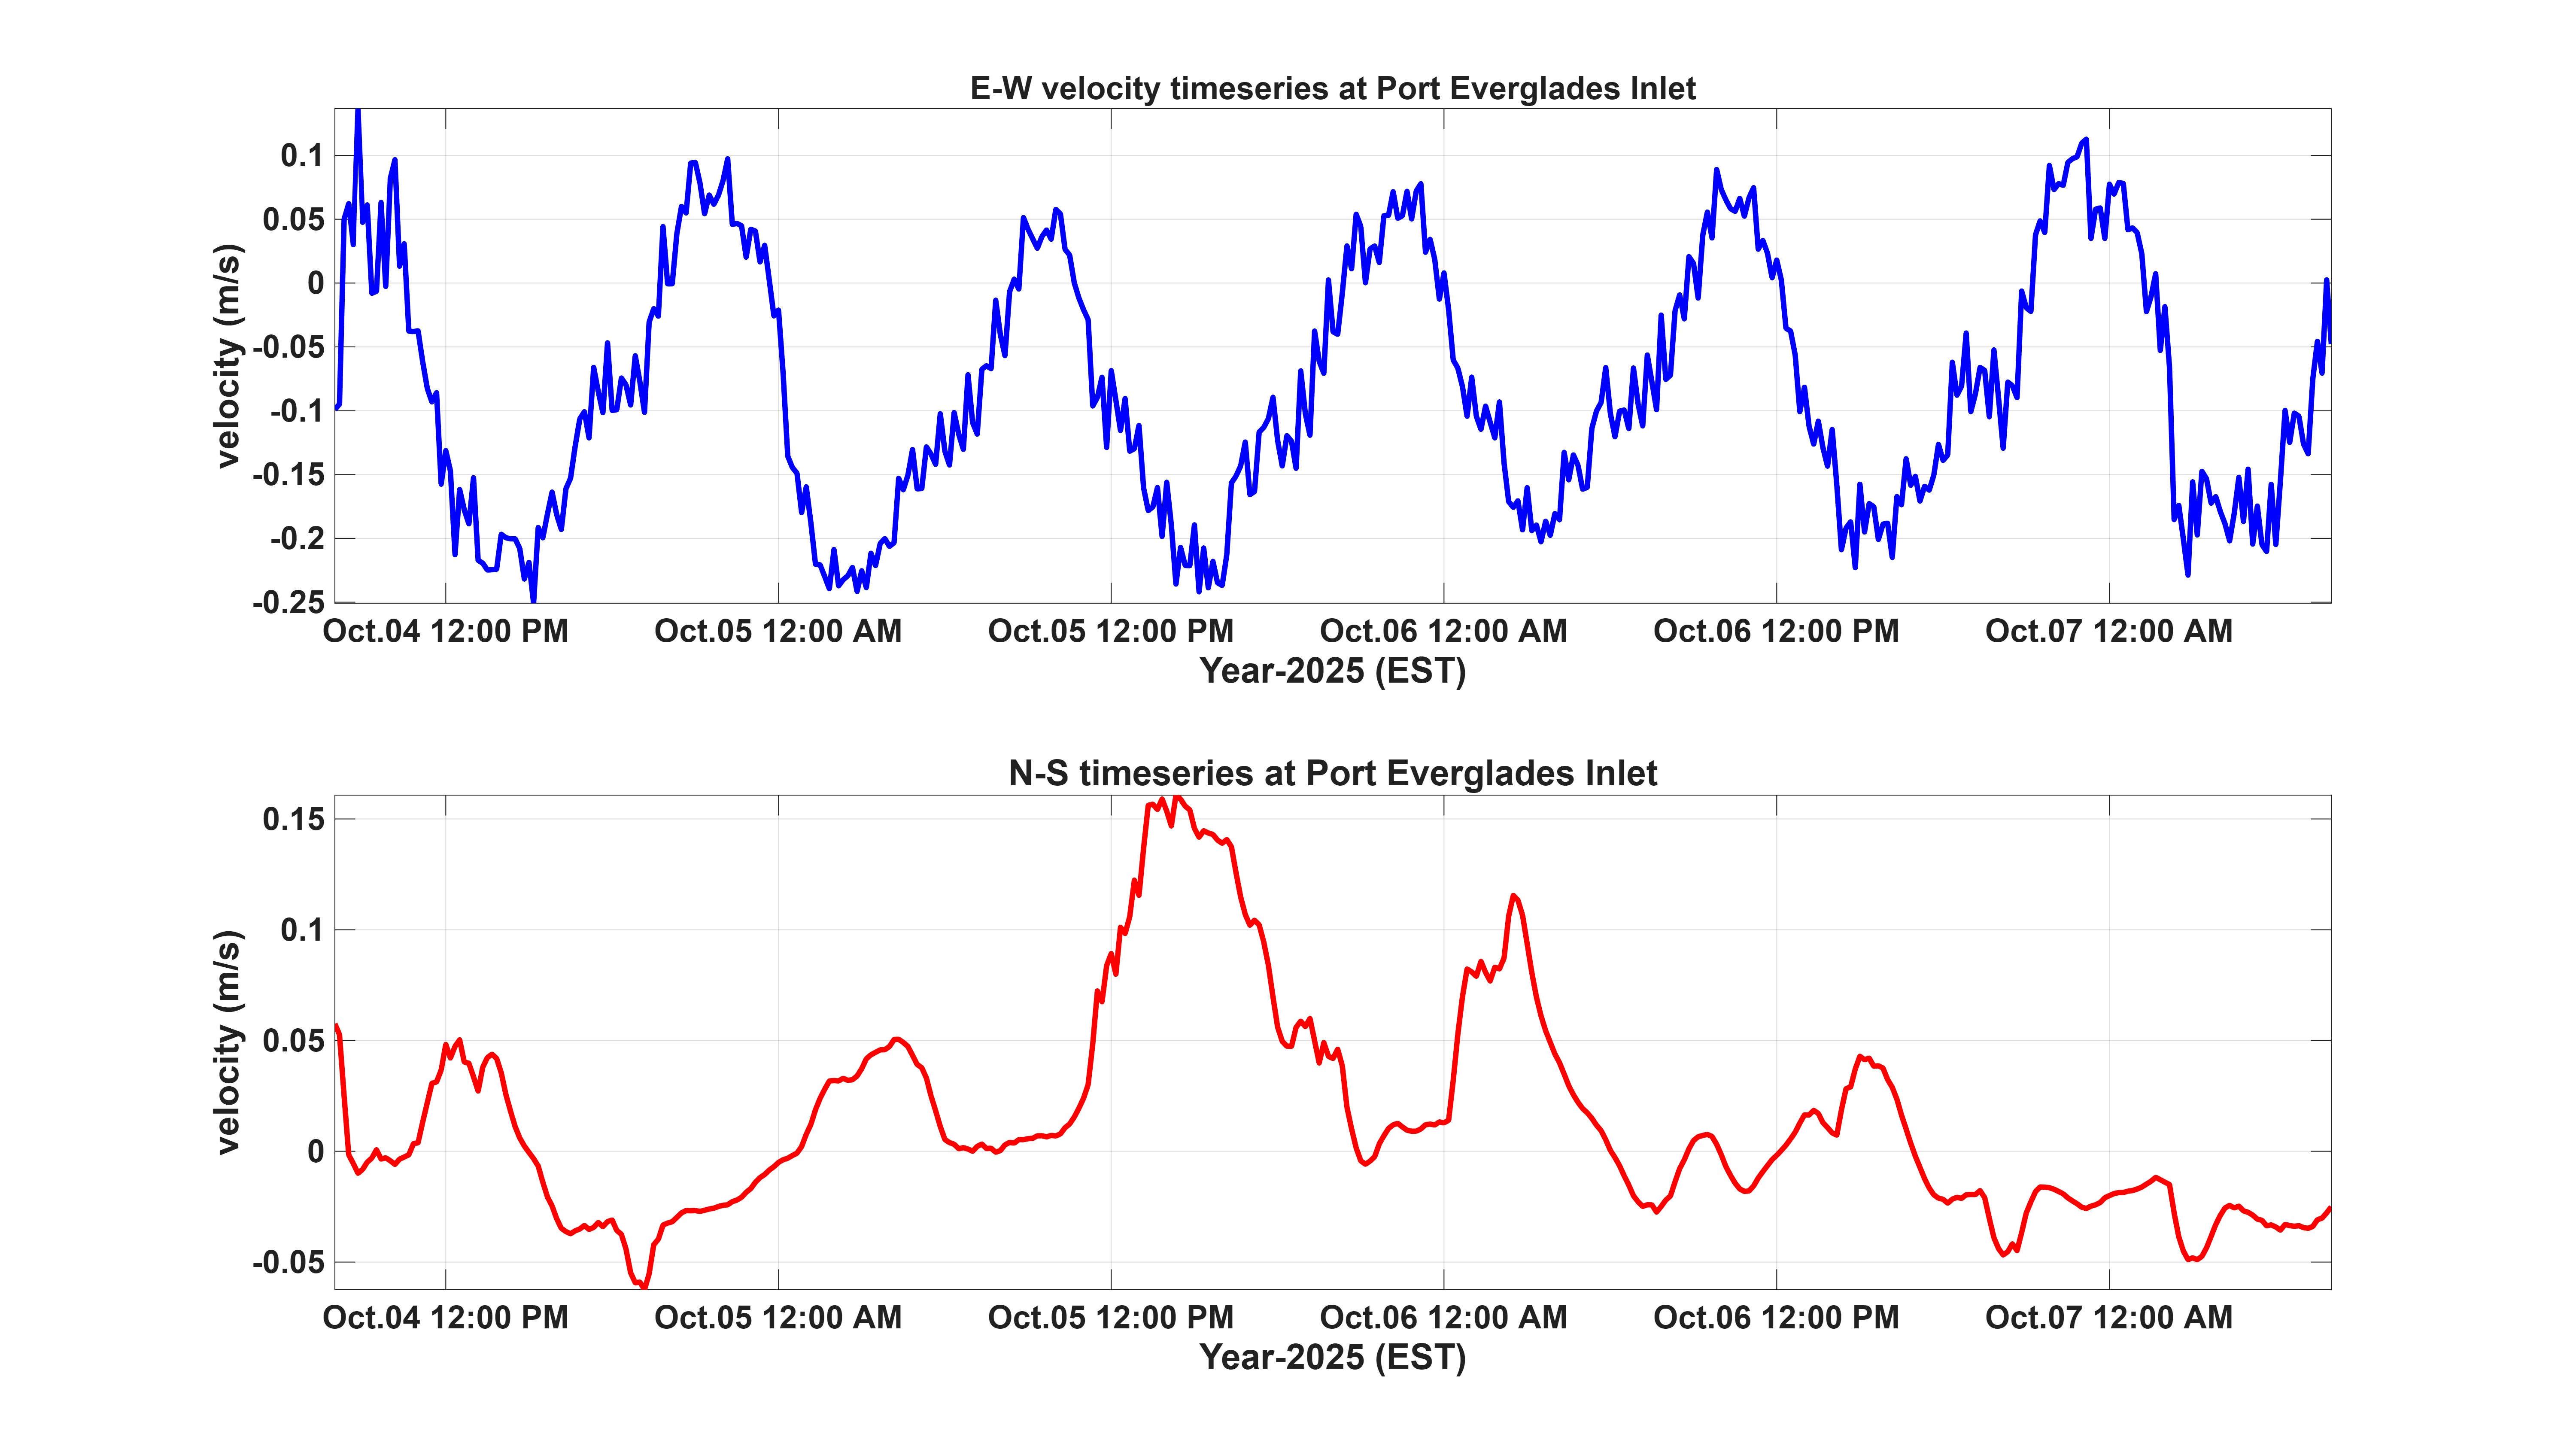 E-W velocity timeseries at Port Everglades Inlet
velocity (m/s)
0.1
0.05
0
-0.05
-0.1
-0.15
-0.2
-0.25
Oct.04 12:00 PM Oct.05 12:00 AM Oct.05 12:00 PM Oct.06 12:00 AM Oct.06 12:00 PM Oct.07 12:00 AM
Year-2025 (EST)
N-S timeseries at Port Everglades Inlet
velocity (m/s)
0.15
0.1
0.05
0
-0.05
Oct.04 12:00 PM Oct.05 12:00 AM Oct.05 12:00 PM Oct.06 12:00 AM Oct.06 12:00 PM Oct.07 12:00 AM
Year-2025 (EST)